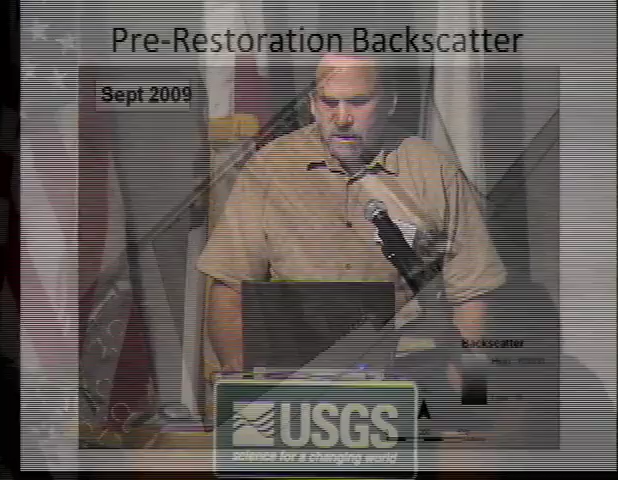 Pre-Restoration Backscatter
Sept 2009
Backscatter
USGS
science for a changing world